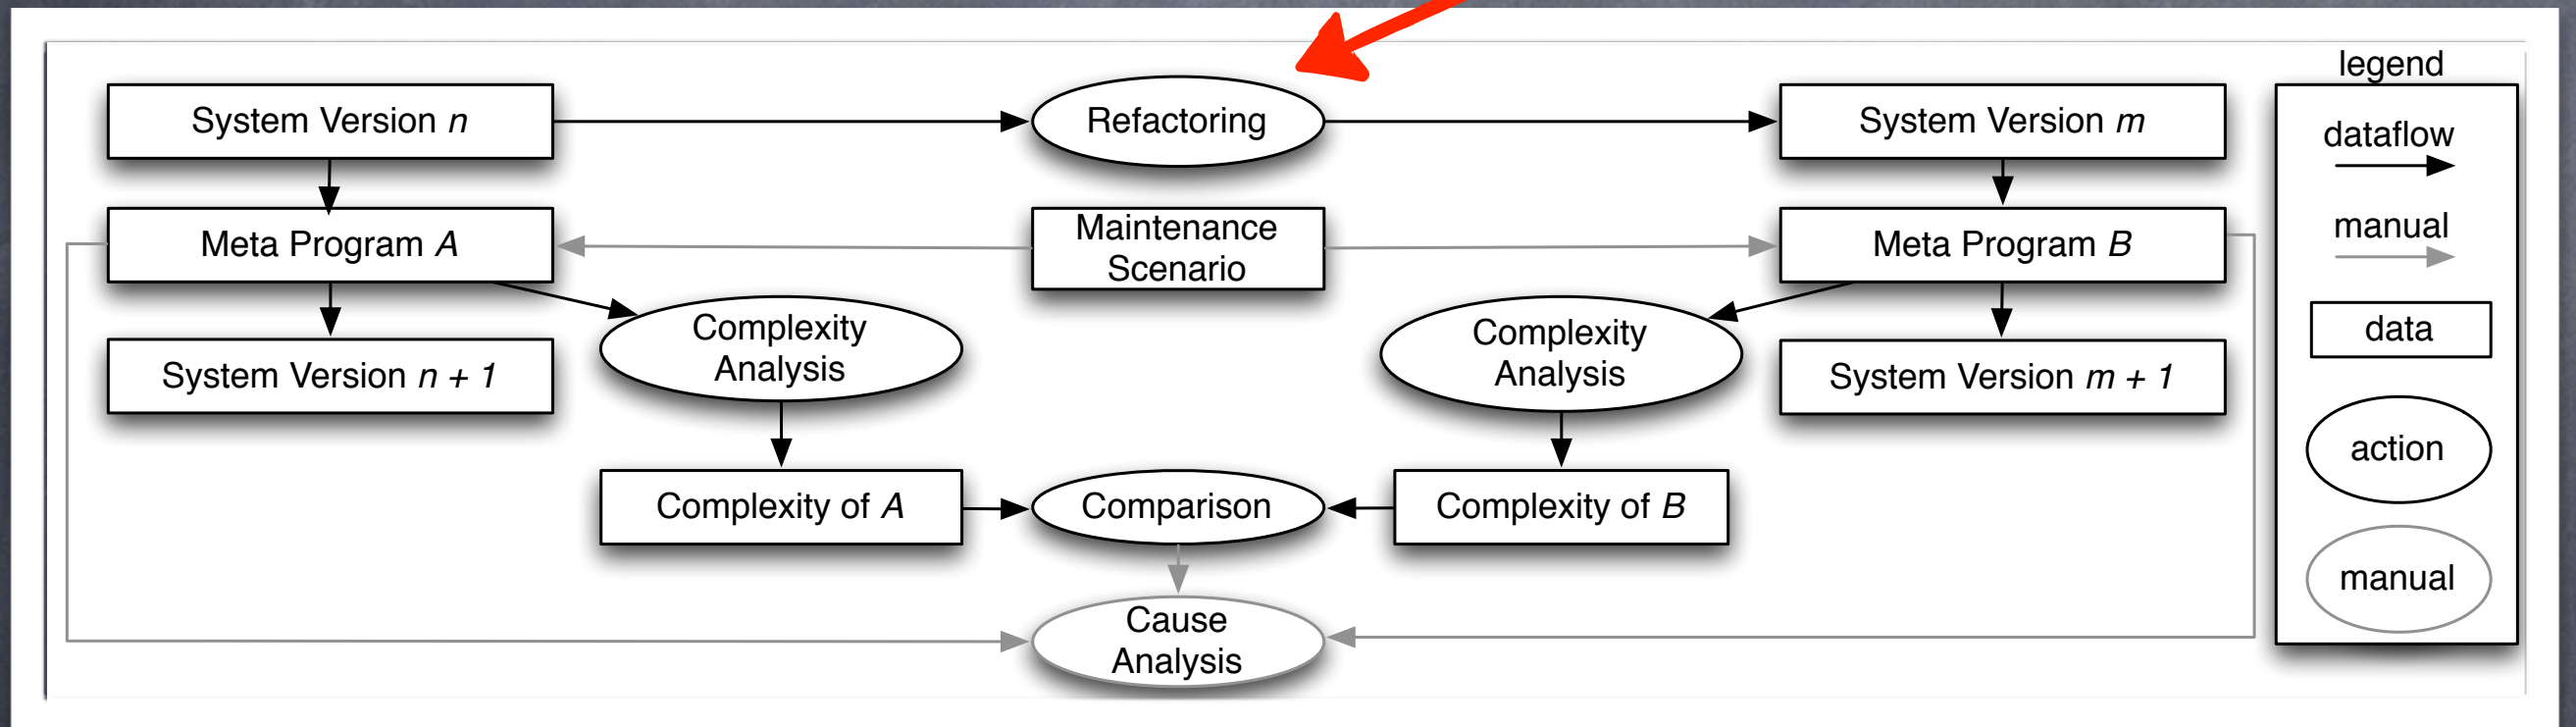 legend
System Version n
Refactoring
System Version m
dataflow
Meta Program A
Maintenance
Scenario
Meta Program B
manual
Complexity
Analysis
Complexity
Analysis
data
System Version n + 1
System Version m + 1
action
Complexity of A
Comparison
Complexity of B
manual
Cause
Analysis